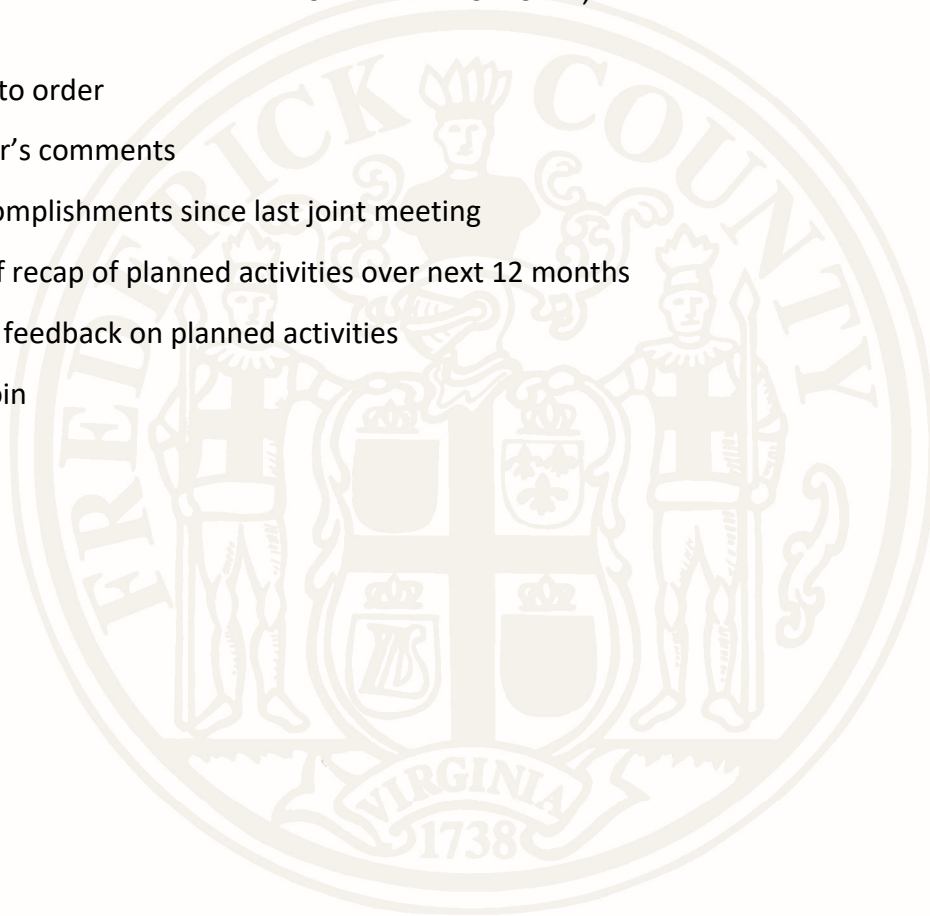 to order
r’s comments
omplishments since last joint meeting
f recap of planned activities over next 12 months
feedback on planned activities
oin
FREDERICK COUNTY
VIRGINIA
1738